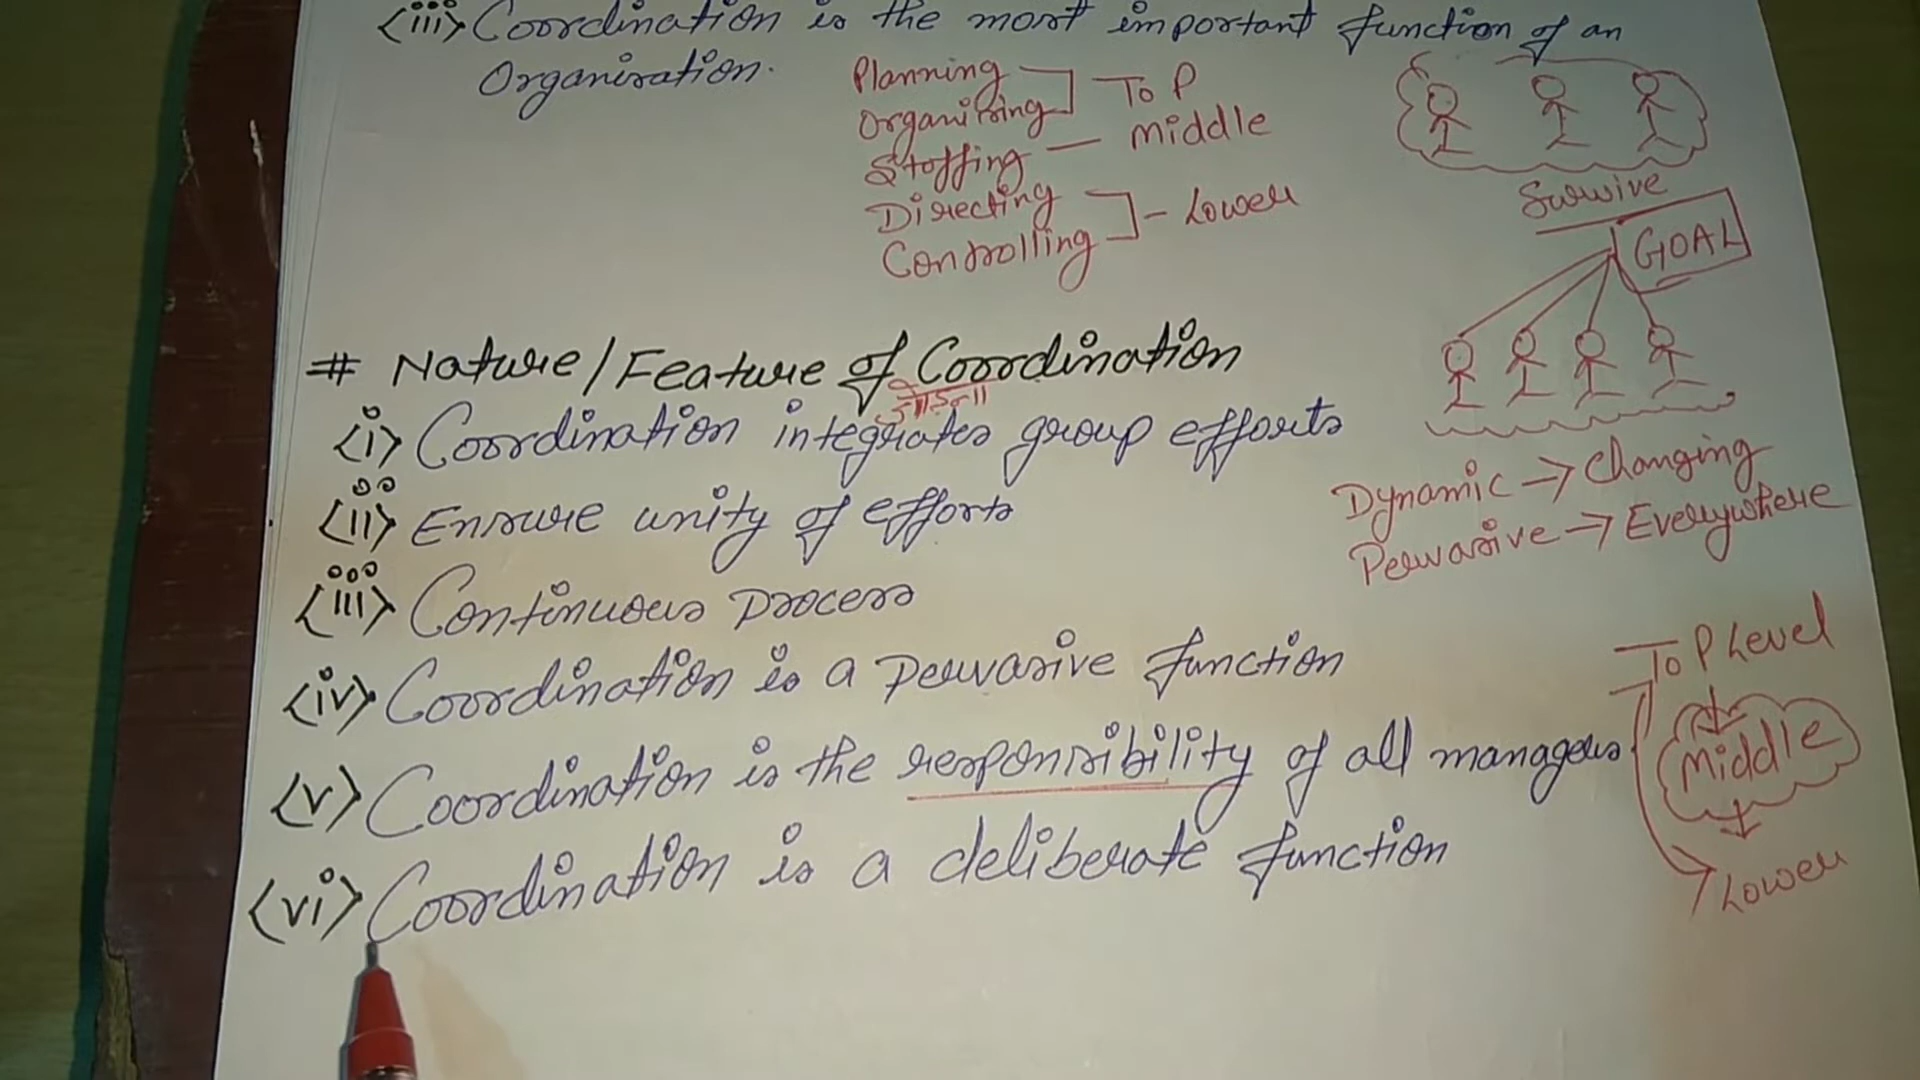 (iii) Coordination is the most important function of an
Organisation.
Planning
Organising
Staffing
Directing
Controlling
Top
Middle
Lower
Survive
GOAL
# Nature/Feature of Coordination
(i) Coordination integrates group efforts
(ii) Ensure unity of efforts
(iii) Continuous process
(iv) Coordination is a pervasive function
(v) Coordination is the responsibility of all managers
(vi) Coordination is a deliberate function
Dynamic → Changing
Pervasive → Everywhere
Top Level
Middle
Lower